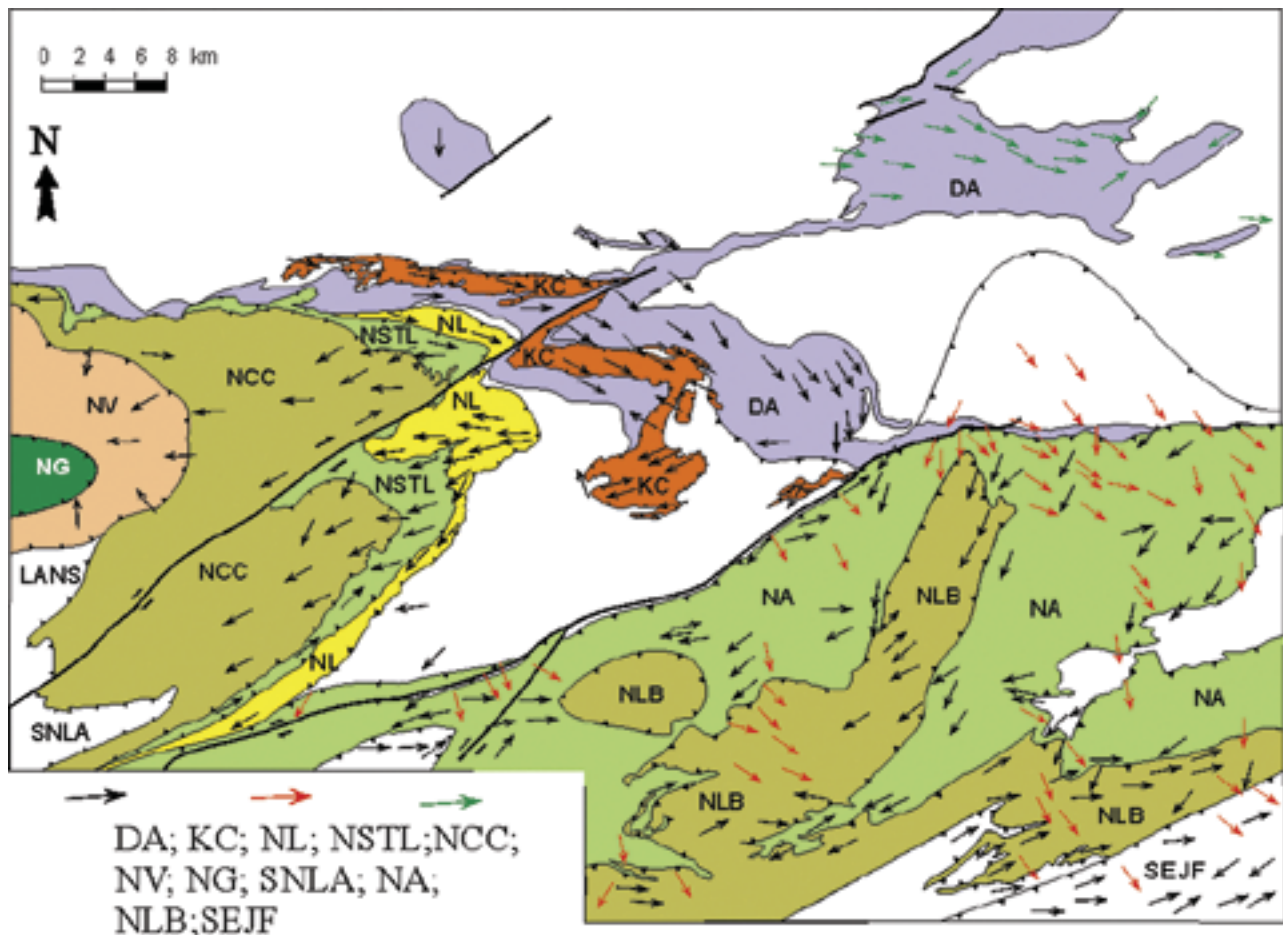 0 2 4 6 8 km
N
DA
KC
NL
NSTL
KC
NCC
NL
DA
NV
NG
NSTL
KC
LANS
NCC
NA
NLB
NA
NL
NLB
NA
SNLA
NLB
NLB
SEJF
DA; KC; NL; NSTL;NCC;
NV; NG; SNLA; NA;
NLB;SEJF